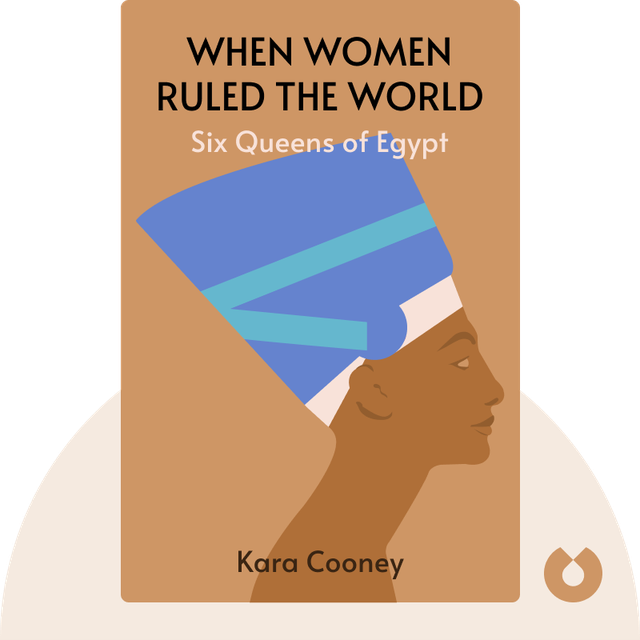 WHEN WOMEN
RULED THE WORLD
Six Queens of Egypt
Kara Cooney